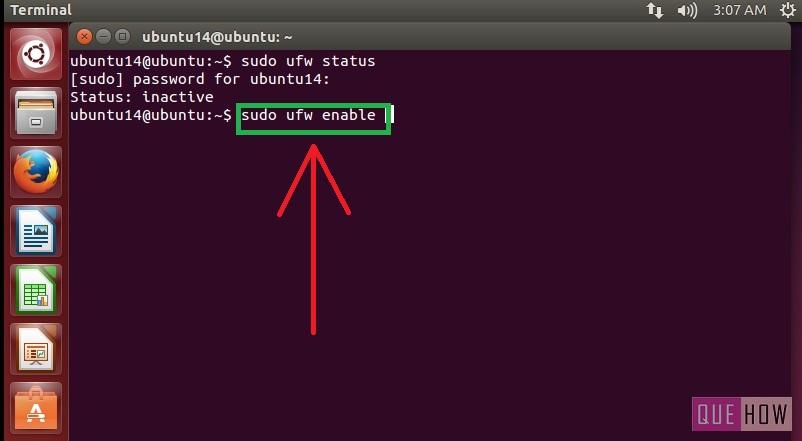 Terminal
3:07 AM
ubuntu14@ubuntu: ~
ubuntu14@ubuntu:~$ sudo ufw status
[sudo] password for ubuntu14:
Status: inactive
ubuntu14@ubuntu:~$ sudo ufw enable
QUE HOW